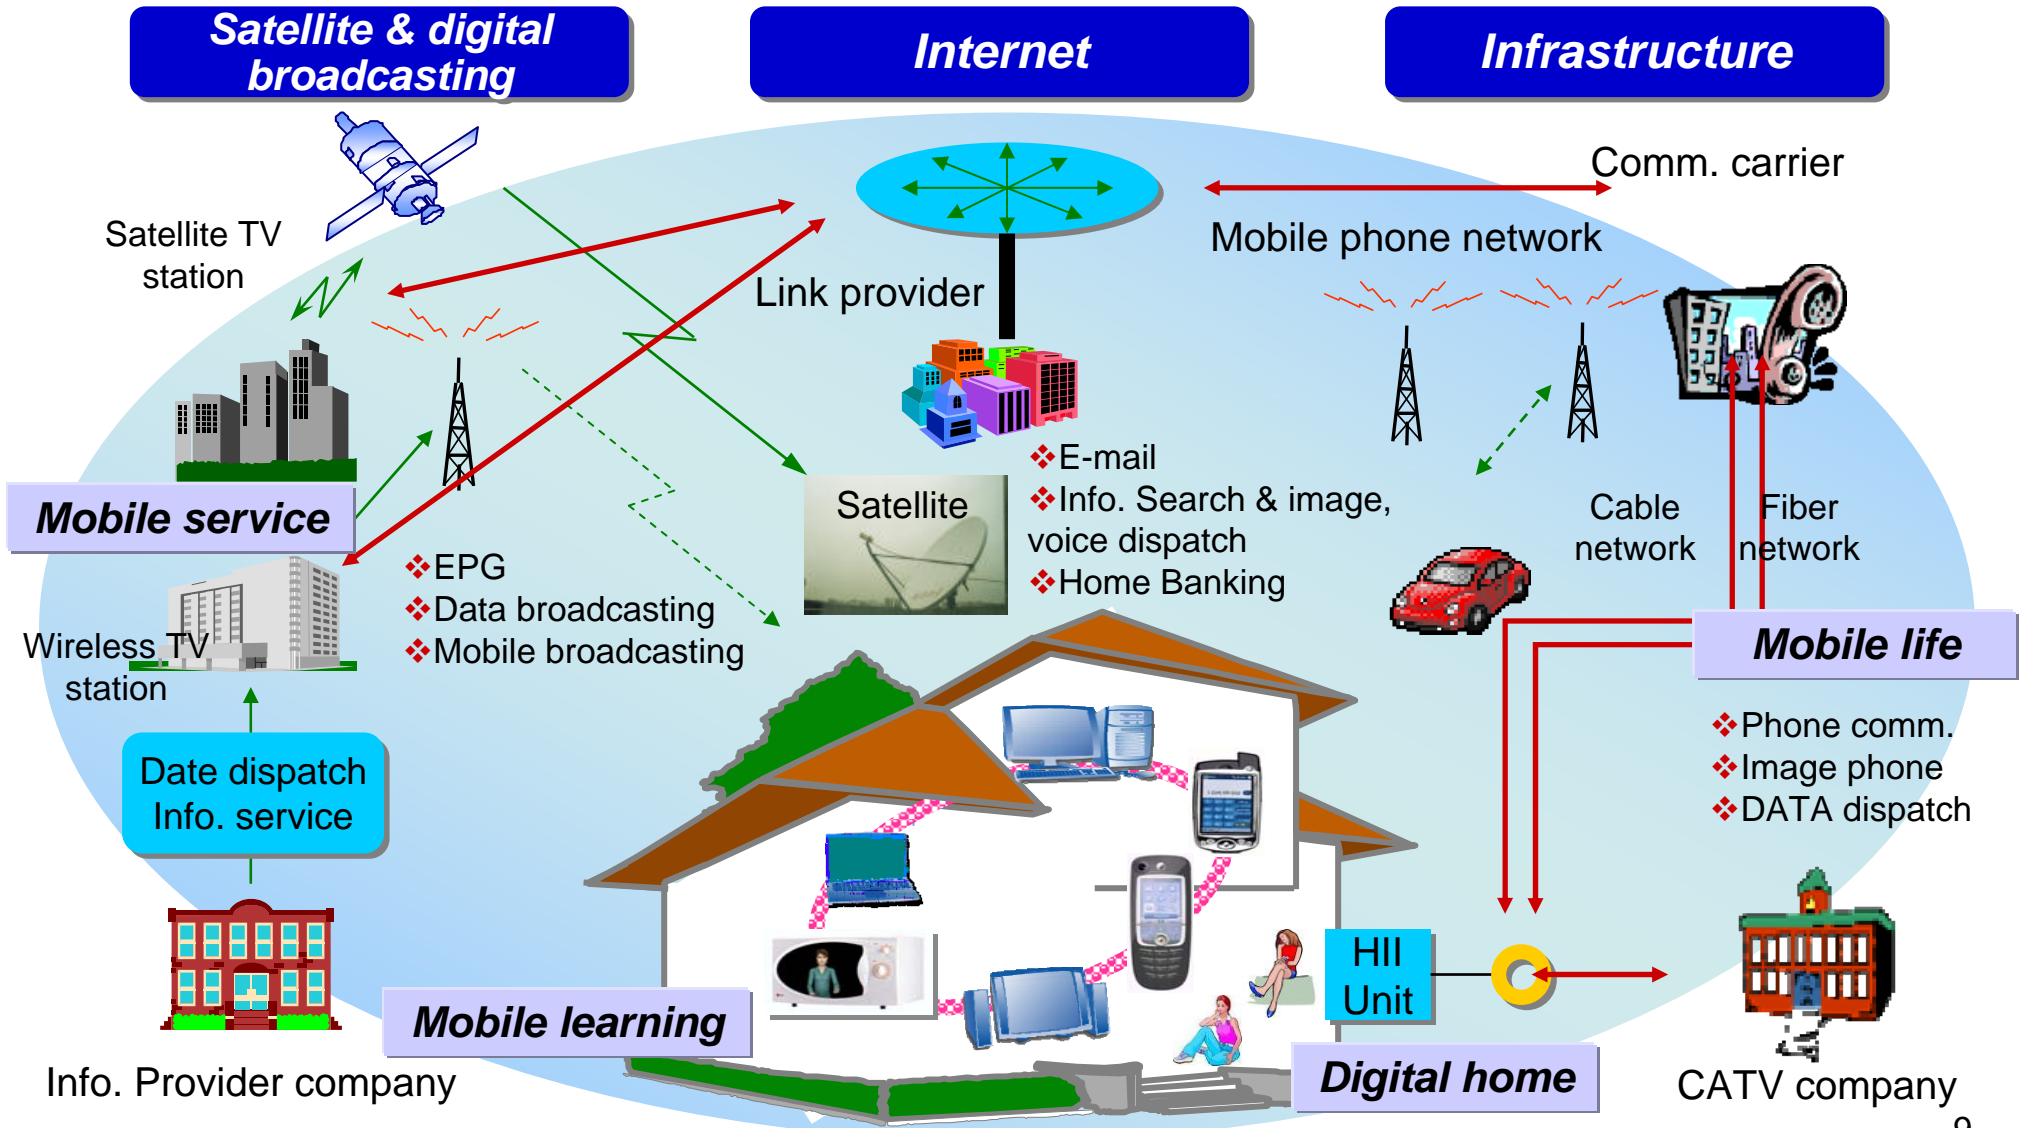 Satellite & digital
broadcasting
Internet
Infrastructure
Comm. carrier
Satellite TV
station
Mobile phone network
Link provider
❖E-mail
❖Info. Search & image,
voice dispatch
❖Home Banking
Satellite
Cable
network
Fiber
network
Mobile service
❖EPG
❖Data broadcasting
❖Mobile broadcasting
Wireless TV
station
Mobile life
❖Phone comm.
❖Image phone
❖DATA dispatch
Date dispatch
Info. service
HII
Unit
Mobile learning
Digital home
Info. Provider company
CATV company
9